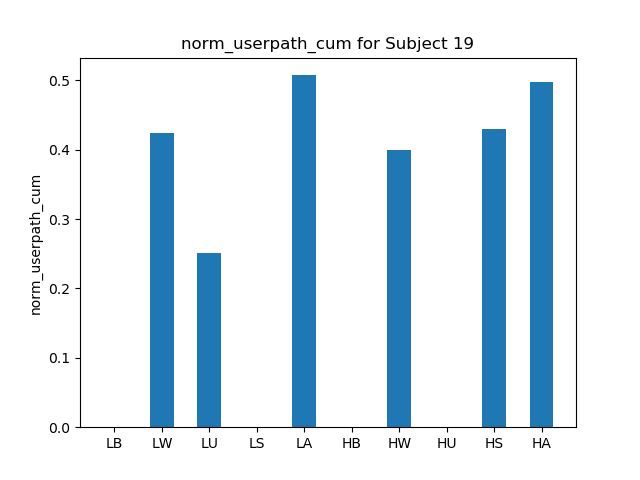 norm_userpath_cum for Subject 19
norm_userpath_cum
0.5
0.4
0.3
0.2
0.1
0.0
LB LW LU LS LA HB HW HU HS HA